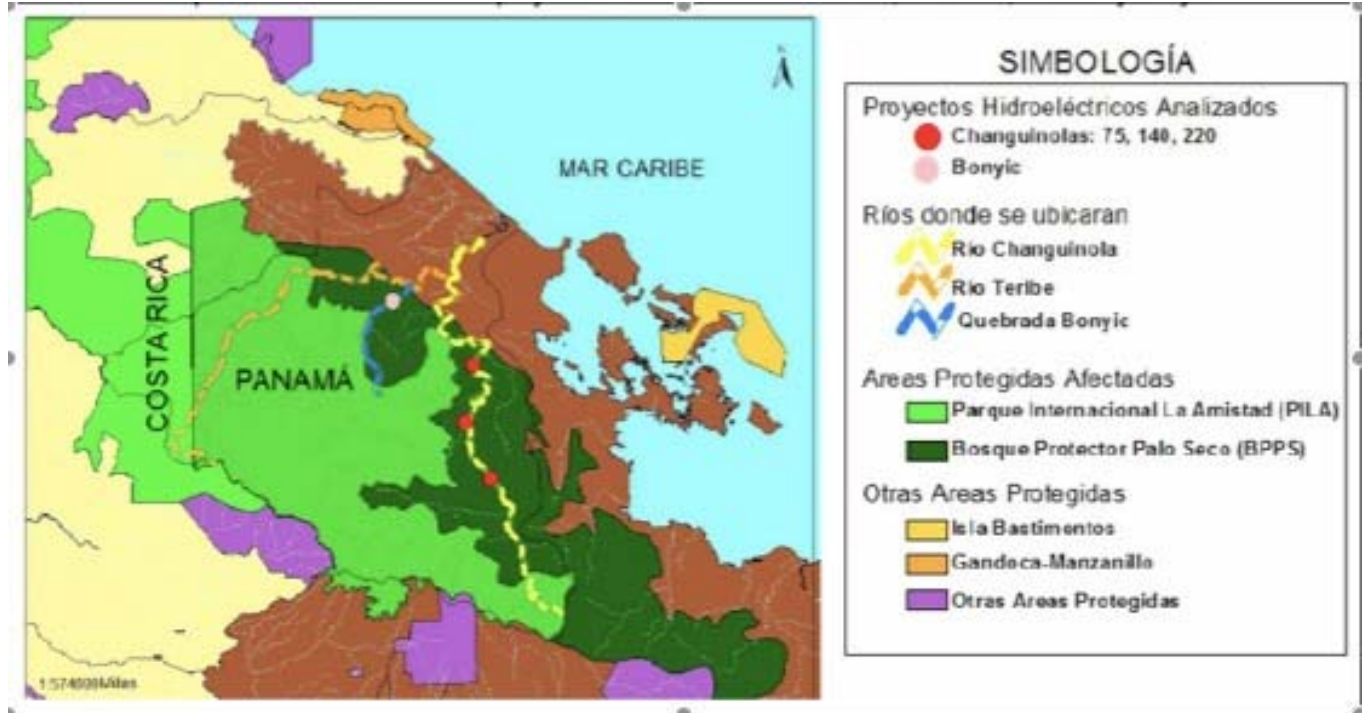 MAR CARIBE
COSTA RICA
PANAMÁ
SIMBOLOGÍA
Proyectos Hidroeléctricos Analizados
Changuinolas: 75, 140, 220
Bonyic
Ríos donde se ubicaran
Río Changuinola
Río Teribe
Quebrada Bonyic
Areas Protegidas Afectadas
Parque Internacional La Amistad (PILA)
Bosque Protector Palo Seco (BPPS)
Otras Areas Protegidas
Isla Bastimentos
Gandoca-Manzanillo
Otras Areas Protegidas